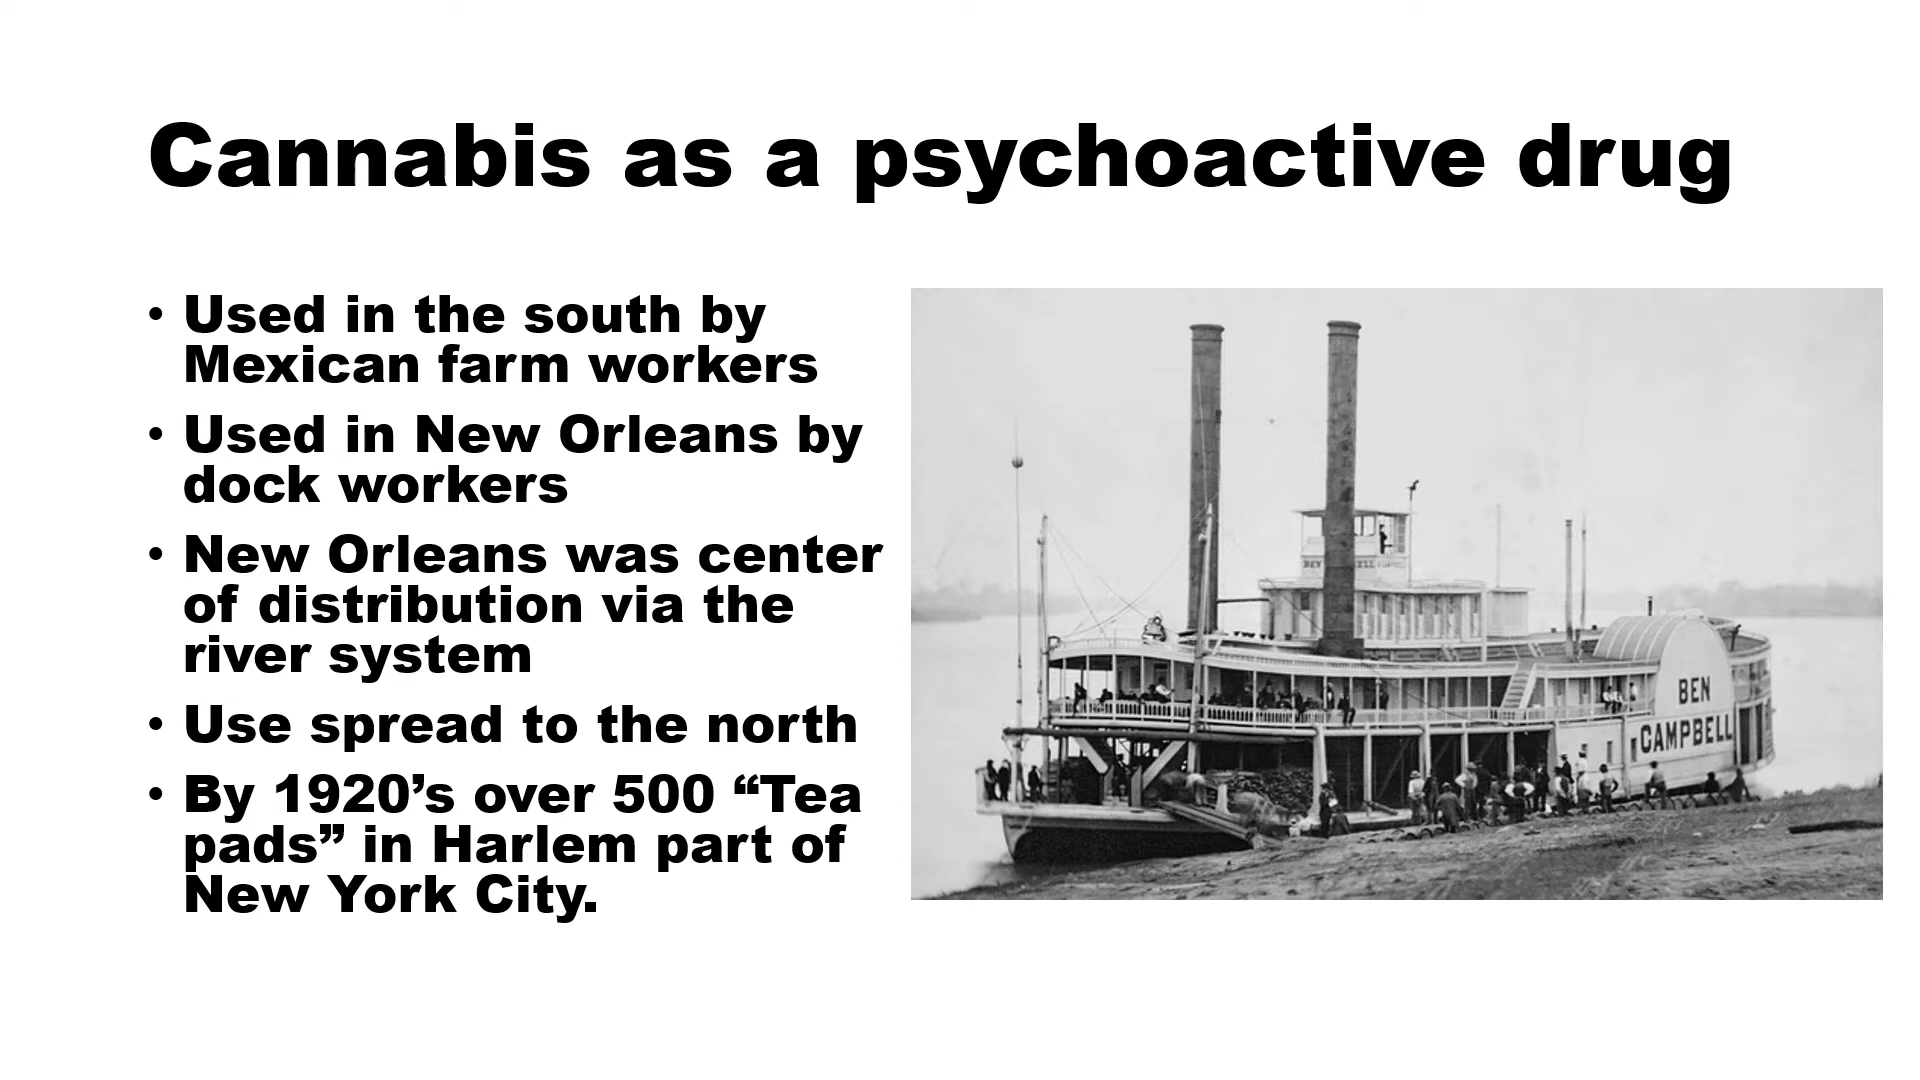 Cannabis as a psychoactive drug
• Used in the south by
Mexican farm workers
• Used in New Orleans by
dock workers
• New Orleans was center
of distribution via the
river system
• Use spread to the north
• By 1920’s over 500 “Tea
pads” in Harlem part of
New York City.
BEN
CAMPBELL